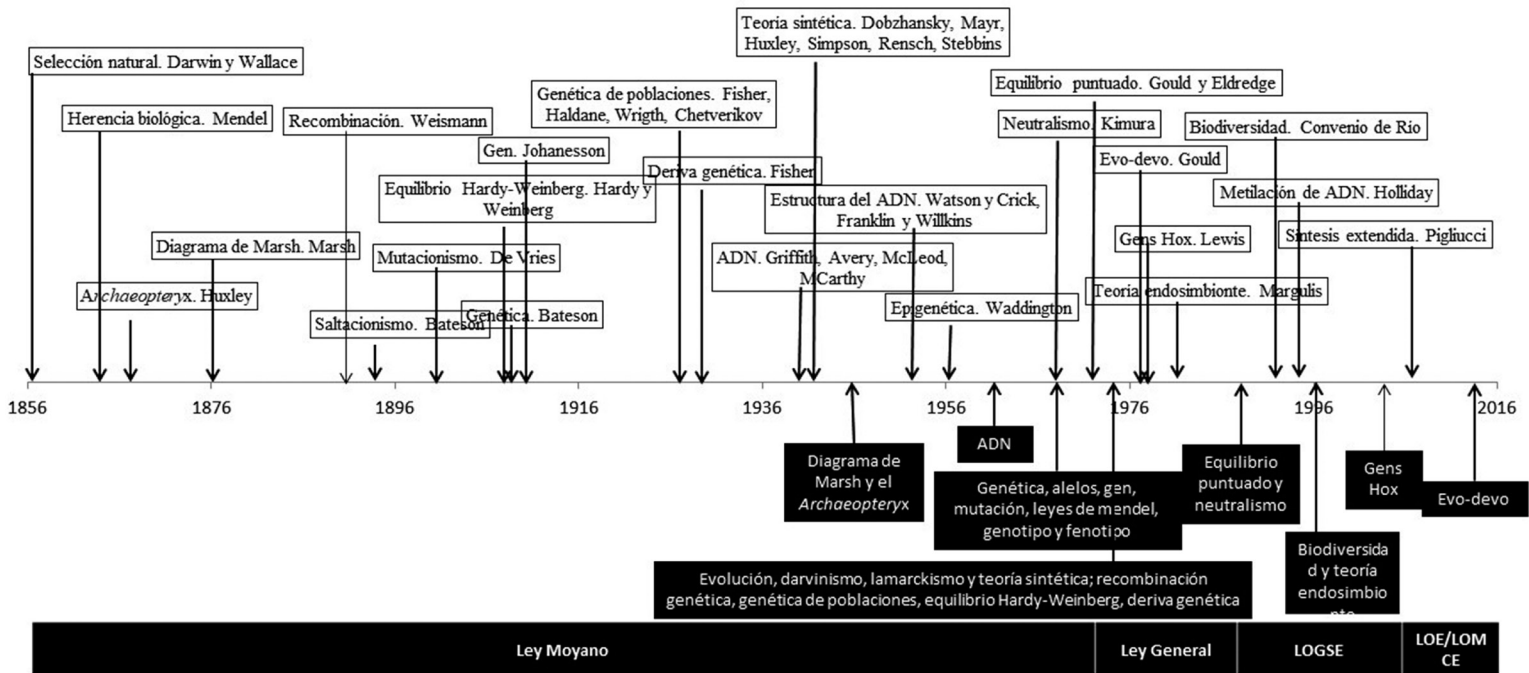 Teoría sintética. Dobzhansky, Mayr,
Huxley, Simpson, Rensch, Stebbins
Selección natural. Darwin y Wallace
Equilibrio puntuado. Gould y Eldredge
Genética de poblaciones. Fisher,
Haldane, Wrigth, Chetverikov
Herencia biológica. Mendel
Recombinación. Weismann
Neutralismo. Kimura
Biodiversidad. Convenio de Río
Gen. Johanesson
Evo-devo. Gould
Deriva genética. Fisher
Equilibrio Hardy-Weinberg. Hardy y
Weinberg
Estructura del ADN. Watson y Crick,
Franklin y Willkins
Metilación de ADN. Holliday
Diagrama de Marsh. Marsh
Mutacionismo. De Vries
ADN. Griffith, Avery, McLeod,
MCarthy
Gens Hox. Lewis
Síntesis extendida. Pigliucci
Archaeopteryx. Huxley
Saltacionismo. Bateson
Genética. Bateson
Epigenética. Waddington
Teoría endosimbionte. Margulis
1856 1876 1896 1916 1936 1956 1976 1996 2016
Diagrama de
Marsh y el
Archaeopteryx
ADN
Genética, alelos, gen,
mutación, leyes de mendel,
genotipo y fenotipo
Equilibrio
puntuado y
neutralismo
Gens
Hox
Evo-devo
Biodiversida
d y teoría
endosimbio
nte
Evolución, darvinismo, lamarckismo y teoría sintética; recombinación
genética, genética de poblaciones, equilibrio Hardy-Weinberg, deriva genética
Ley Moyano
Ley General
LOGSE
LOE/LOM
CE